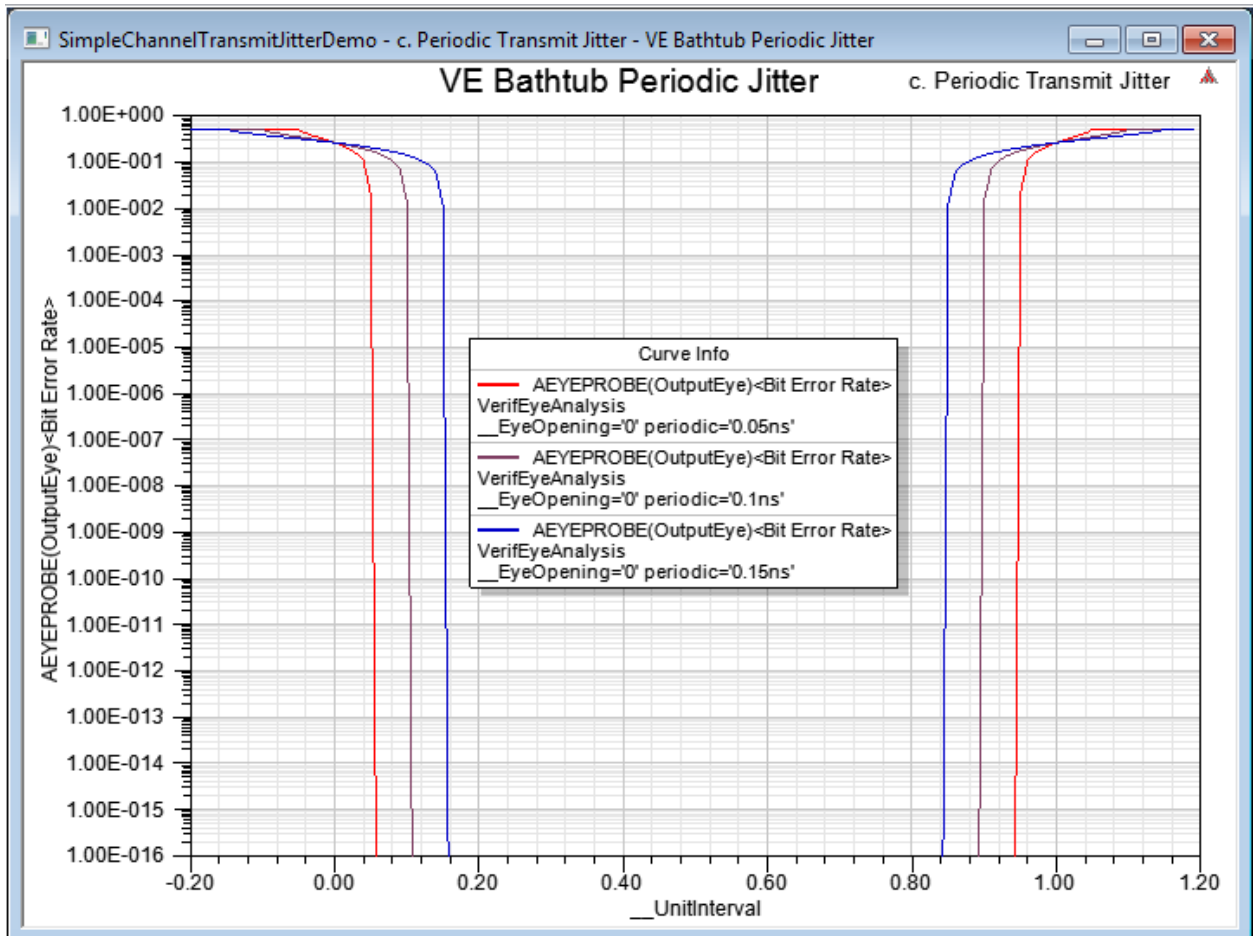 SimpleChannelTransmitJitterDemo - c. Periodic Transmit Jitter - VE Bathtub Periodic Jitter
VE Bathtub Periodic Jitter
c. Periodic Transmit Jitter
AEYEPROBE(OutputEye)<Bit Error Rate>
1.00E+000
1.00E-001
1.00E-002
1.00E-003
1.00E-004
1.00E-005
1.00E-006
1.00E-007
1.00E-008
1.00E-009
1.00E-010
1.00E-011
1.00E-012
1.00E-013
1.00E-014
1.00E-015
1.00E-016
Curve Info
AEYEPROBE(OutputEye)<Bit Error Rate>
VerifEyeAnalysis
__EyeOpening='0' periodic='0.05ns'
AEYEPROBE(OutputEye)<Bit Error Rate>
VerifEyeAnalysis
__EyeOpening='0' periodic='0.1ns'
AEYEPROBE(OutputEye)<Bit Error Rate>
VerifEyeAnalysis
__EyeOpening='0' periodic='0.15ns'
-0.20 0.00 0.20 0.40 0.60 0.80 1.00 1.20
__UnitInterval